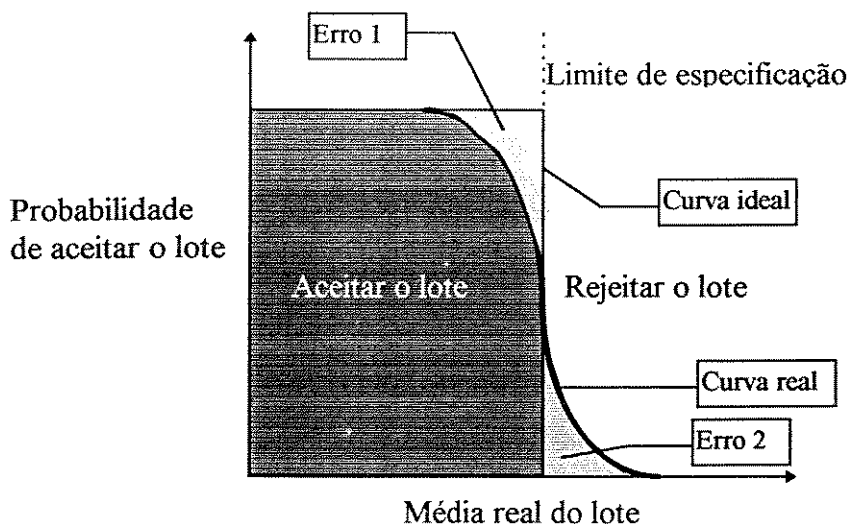 Erro 1
Limite de especificação
Curva ideal
Probabilidade
de aceitar o lote
Aceitar o lote
Rejeitar o lote
Curva real
Erro 2
Média real do lote